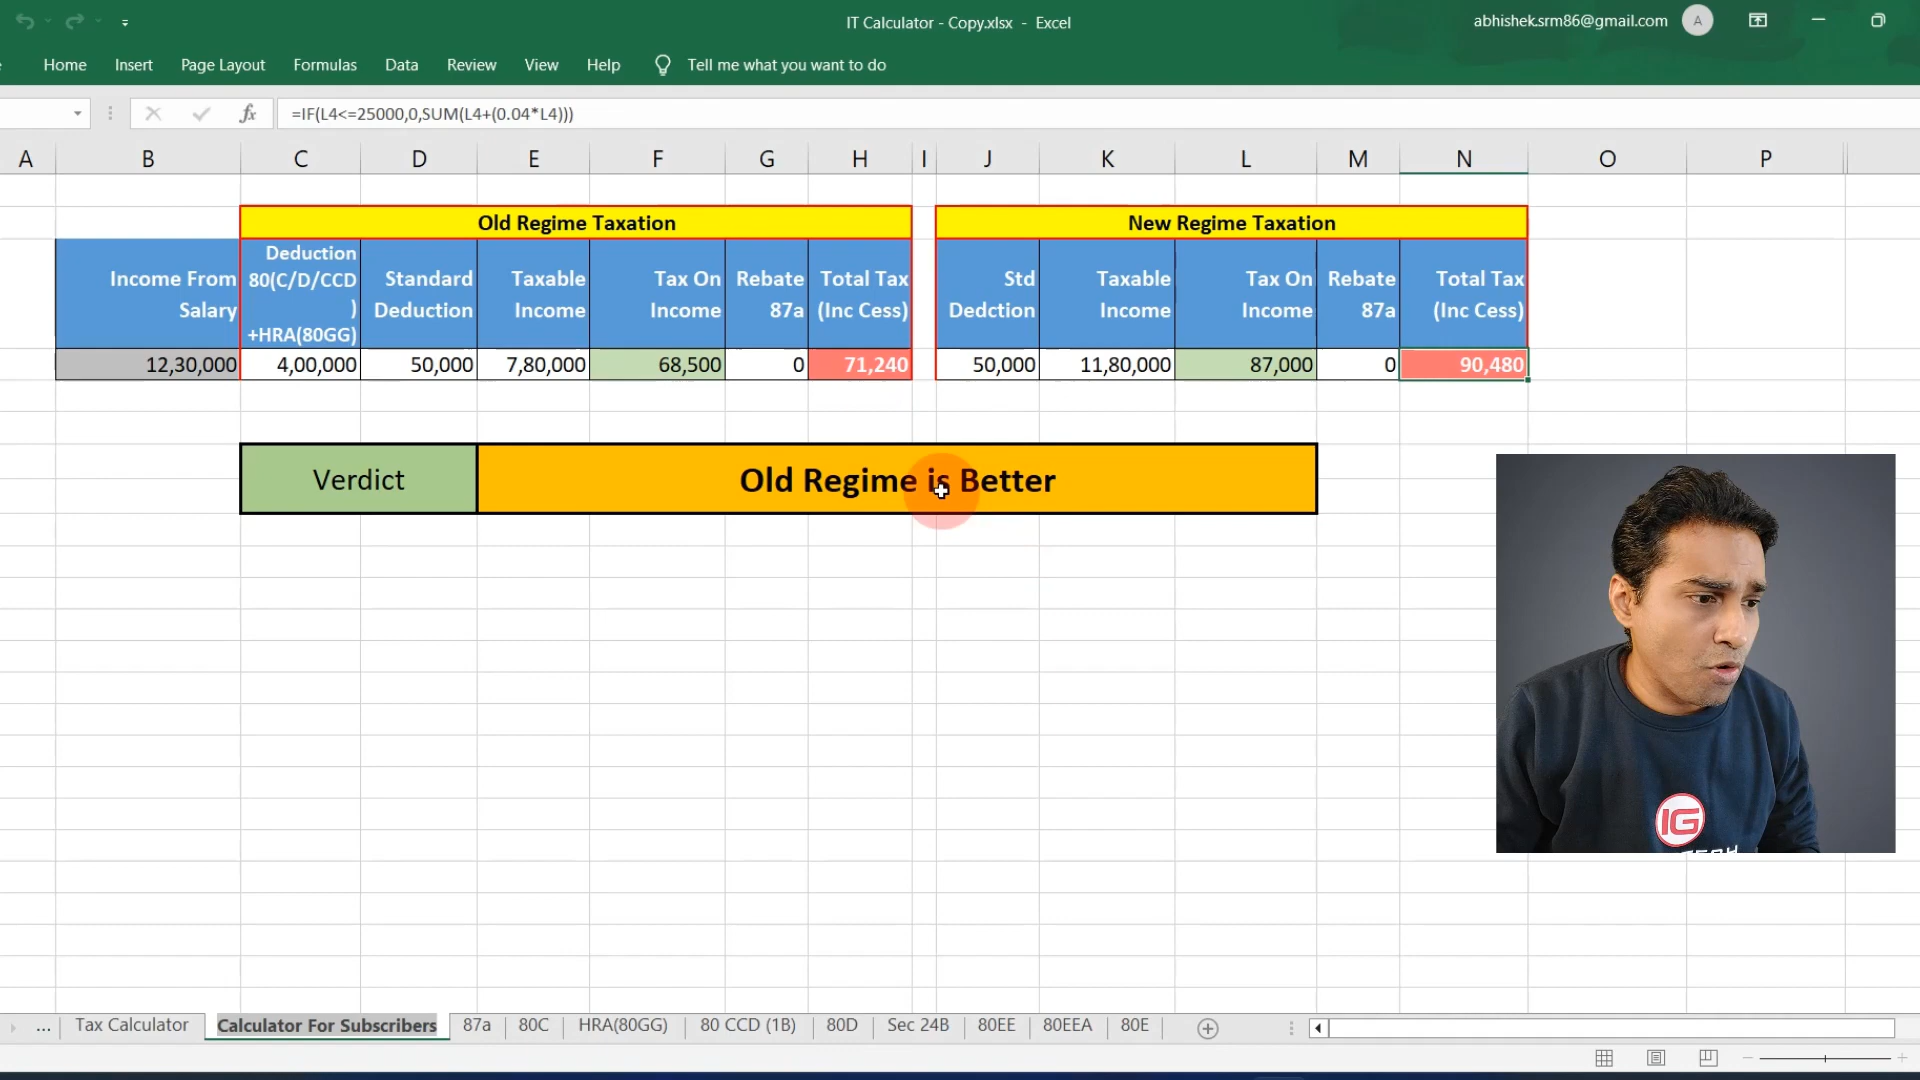 IT Calculator - Copy.xlsx - Excel
abhishek.srm86@gmail.com
A
Home Insert Page Layout Formulas Data Review View Help Tell me what you want to do
fx =IF(L4<=25000,0,SUM(L4+(0.04*L4)))
A B C D E F G H I J K L M N O P
Old Regime Taxation New Regime Taxation
Income From Salary
Deduction 80(C/D/CCD ) +HRA(80GG)
Standard Deduction
Taxable Income
Tax On Income
Rebate 87a
Total Tax (Inc Cess)
Std Dedction
Taxable Income
Tax On Income
Rebate 87a
Total Tax (Inc Cess)
12,30,000 4,00,000 50,000 7,80,000 68,500 0 71,240 50,000 11,80,000 87,000 0 90,480
Verdict Old Regime is Better
IG
... Tax Calculator Calculator For Subscribers 87a 80C HRA(80GG) 80 CCD (1B) 80D Sec 24B 80EE 80EEA 80E